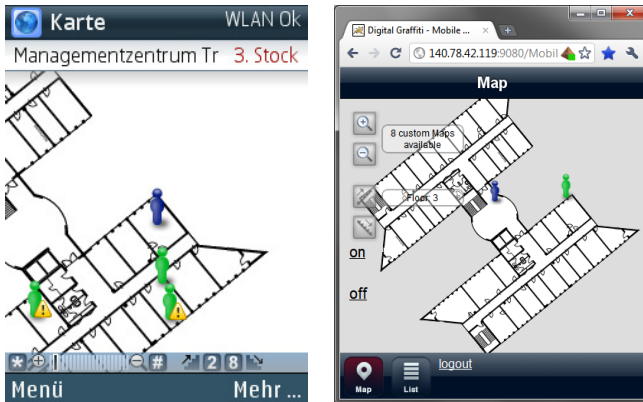 Karte
WLAN Ok
Managementzentrum Tr
3. Stock
* # 2 8
Menü
Mehr ...
Digital Graffiti - Mobile ...
140.78.42.119:9080/Mobil
Map
8 custom Maps
available
Floor: 3
on
off
logout
Map
List